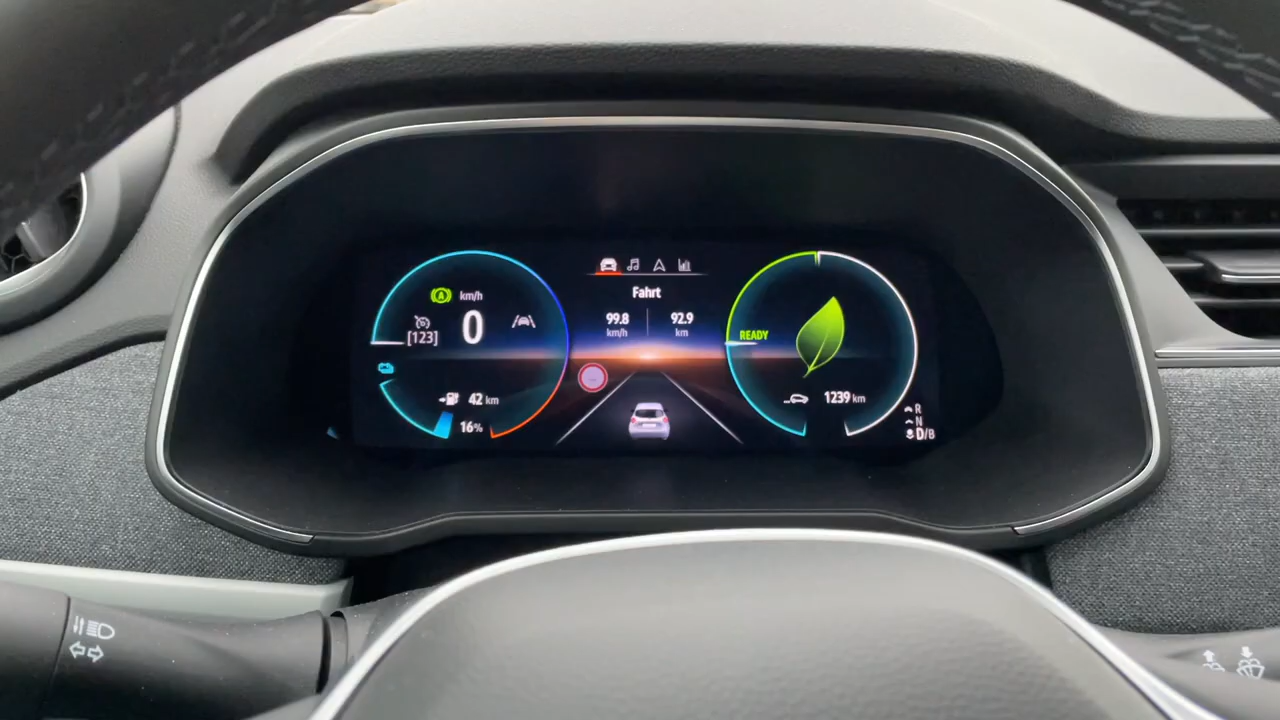 Fahrt
99.8 92.9
km/h km
A km/h
[123] 0
42 km
16%
READY
1239 km
R
N
D/B